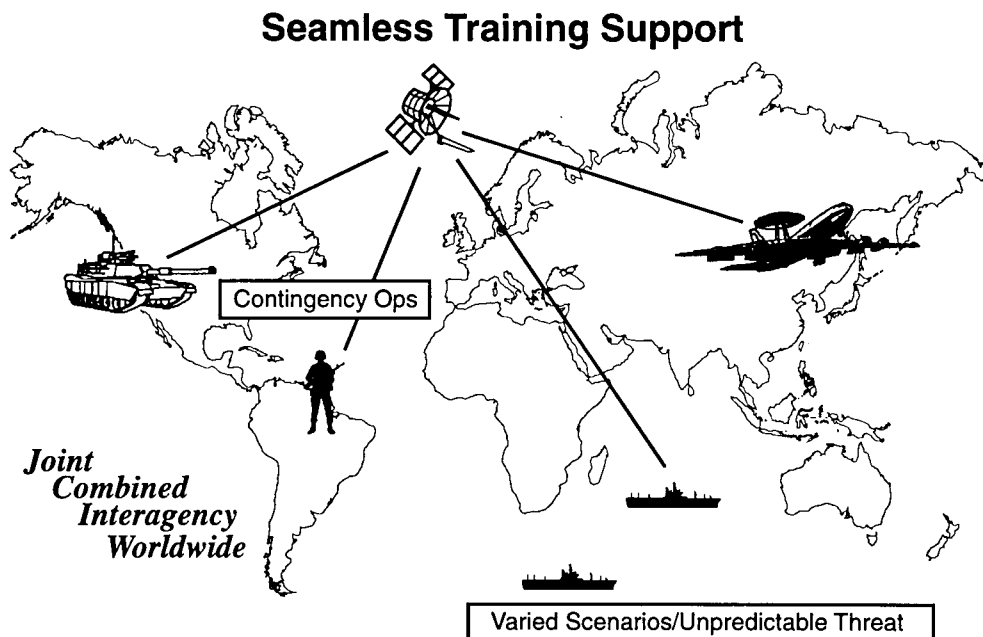 Seamless Training Support
Contingency Ops
Joint
Combined
Interagency
Worldwide
Varied Scenarios/Unpredictable Threat